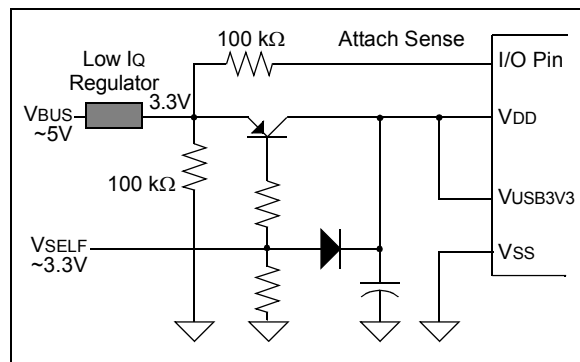 100 kΩ
Attach Sense
I/O Pin
Low IQ
Regulator
3.3V
VBUS
~5V
VDD
100 kΩ
VUSB3V3
VSELF
~3.3V
VSS